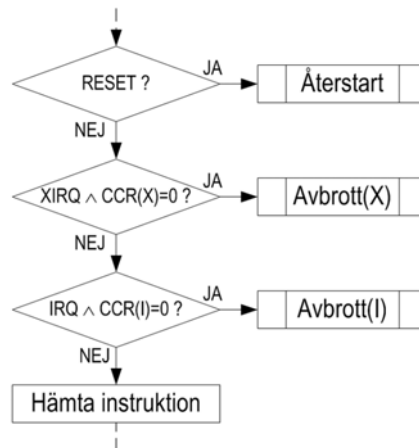 RESET ?
JA
Återstart
NEJ
XIRQ ∧ CCR(X)=0 ?
JA
Avbrott(X)
NEJ
IRQ ∧ CCR(I)=0 ?
JA
Avbrott(I)
NEJ
Hämta instruktion